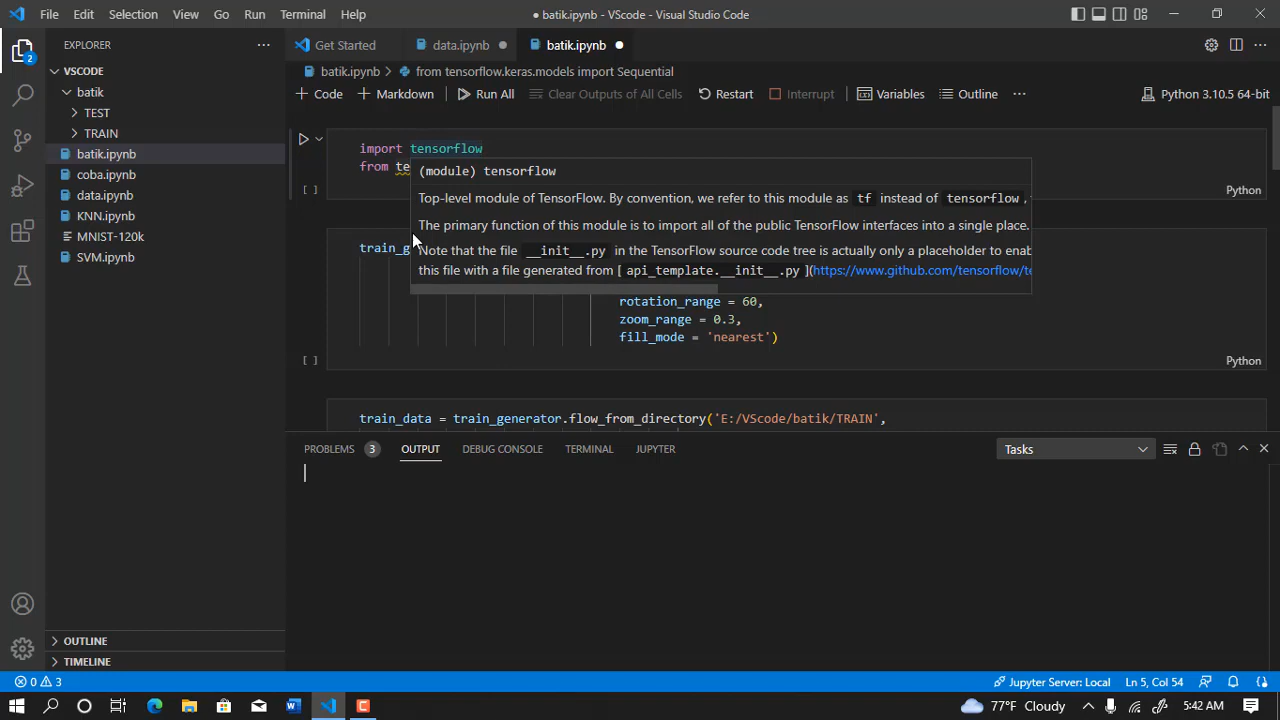 File Edit Selection View Go Run Terminal Help
batik.ipynb - VScode - Visual Studio Code
EXPLORER
Get Started
data.ipynb
batik.ipynb
VSCODE
batik.ipynb > from tensorflow.keras.models import Sequential
batik
TEST
TRAIN
batik.ipynb
coba.ipynb
data.ipynb
KNN.ipynb
MNIST-120k
SVM.ipynb
2
Code
Markdown
Run All
Clear Outputs of All Cells
Restart
Interrupt
Variables
Outline
Python 3.10.5 64-bit
import tensorflow
from te
[ ]
Python
(module) tensorflow
Top-level module of TensorFlow. By convention, we refer to this module as tf instead of tensorflow,
The primary function of this module is to import all of the public TensorFlow interfaces into a single place.
Note that the file __init__.py in the TensorFlow source code tree is actually only a placeholder to enab
this file with a file generated from [ api_template.__init__.py ](https://www.github.com/tensorflow/te
train_g
rotation_range = 60,
zoom_range = 0.3,
fill_mode = 'nearest')
[ ]
Python
train_data = train_generator.flow_from_directory('E:/VScode/batik/TRAIN',
PROBLEMS 3 OUTPUT DEBUG CONSOLE TERMINAL JUPYTER
Tasks
OUTLINE
TIMELINE
0 3
Jupyter Server: Local
Ln 5, Col 54
77°F Cloudy
5:42 AM